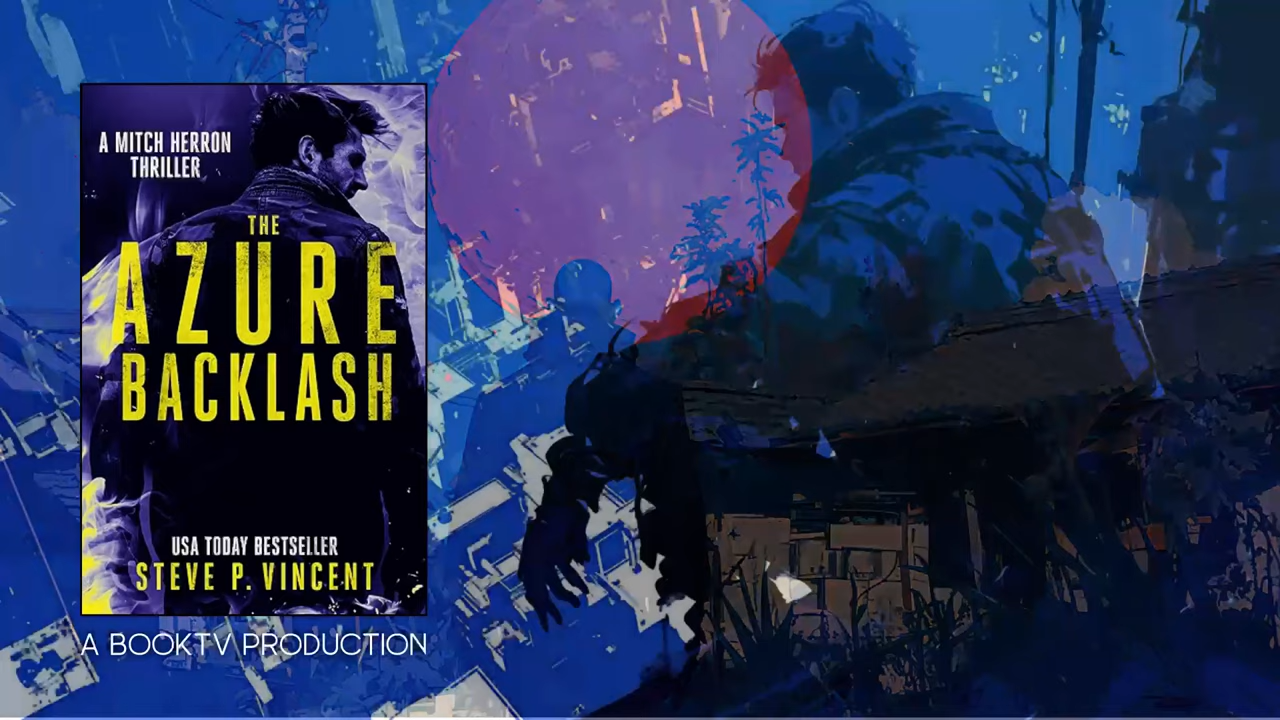 A MITCH HERRON
THRILLER
THE
AZURE
BACKLASH
USA TODAY BESTSELLER
STEVE P. VINCENT
A BOOKTV PRODUCTION